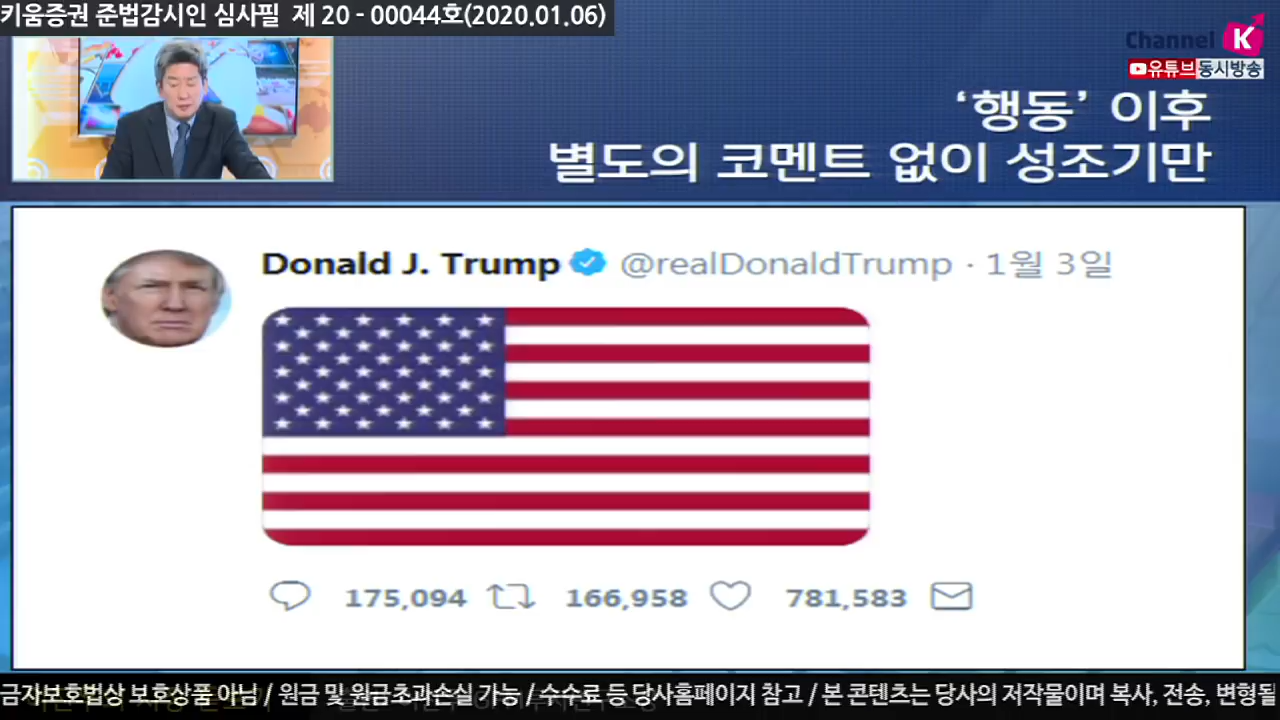 키움증권 준법감시인 심사필 제 20 - 00044호(2020.01.06)
Channel K
유튜브동시방송
‘행동’ 이후
별도의 코멘트 없이 성조기만
Donald J. Trump @realDonaldTrump · 1월 3일
175,094 166,958 781,583
금자보호법상 보호상품 아님 / 원금 및 원금초과손실 가능 / 수수료 등 당사홈페이지 참고 / 본 콘텐츠는 당사의 저작물이며 복사, 전송, 변형될